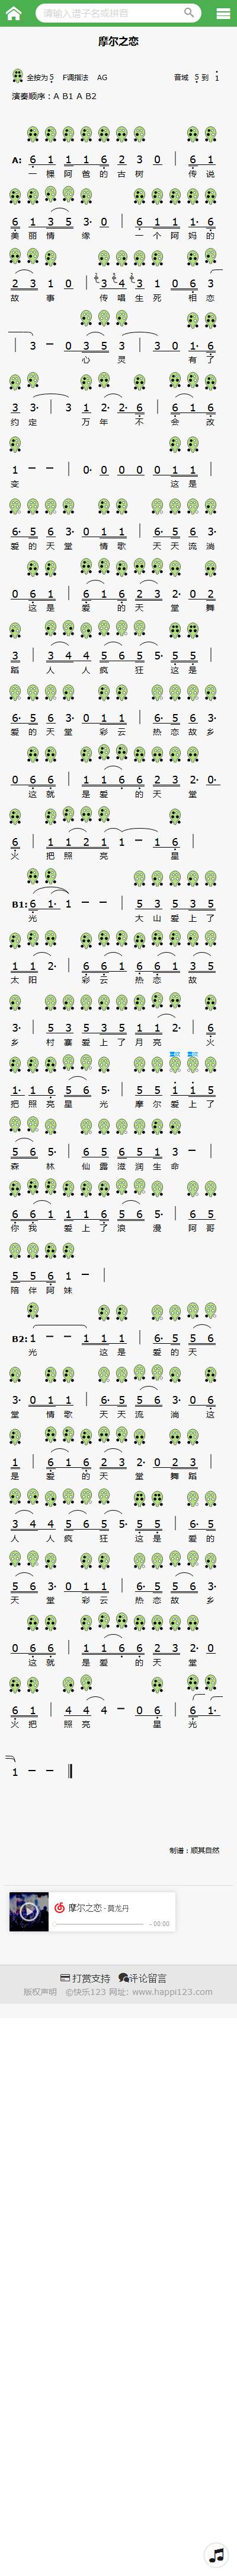 请输入谱子名或拼音
摩尔之恋
全按为 5 F调指法 AG 音域 5 到 1
演奏顺序：A B1 A B2
A: 6 1 1 1 6 2 3 0 | 6 1
一 棵 阿 爸 的 古 树 传 说
6 1 3 5 3· 0 | 6 1 1 1· 6
美 丽 情 缘 一 个 阿 妈 的
2 3 1 0 | 3 4 3 1 0 6 3
故 事 传 唱 生 死 相 恋
| 3 － 0 3 5 3 | 3 0 1 1
心 灵 有 了
3 3· | 3 1 2· 2· 6 | 6 1 6
约 定 万 年 不 会 改
1 － － | 0· 0 0 0 0 1 1 |
变 这 是
6· 5 6 3· 0 1 1 | 6· 5 6 3·
爱 的 天 堂 情 歌 天 天 流 淌
0 6 1 | 6 1 6 2 3 2· 0 2
这 是 爱 的 天 堂 舞
3 | 3 4 4 5 6 5 5· 5 5 |
蹈 人 人 疯 狂 这 是
6· 5 6 3· 0 1 1 | 6· 5 6 3·
爱 的 天 堂 彩 云 热 恋 故 乡
0 6 6 | 1 1 6 6 2 3 2· 0·
这 就 是 爱 的 天 堂
6 | 1 1 2 1 1 － 1 6 |
火 把 照 亮 星
B1: 6 1· 1 － － | 5 3 5 3 5
光 大 山 爱 上 了
1 1 2· | 6 6 1 6 6 1 3 5
太 阳 彩 云 热 恋 故
3· | 5 3 5 3 5 1 1 2· | 6
乡 村 寨 爱 上 了 月 亮 火
1· 1 6 5 6 5· | 5 5 1 1 5
把 照 亮 星 光 摩 尔 爱 上 了
5 6 5· | 5 5 6 5 1 3 － |
森 林 仙 露 滋 润 生 命
6 6 1 1 1 6 5 6 5· | 6 5
你 我 爱 上 了 浪 漫 阿 哥
5 5 6 1 － |
陪 伴 阿 妹
B2: 1 － － 1 1 1 | 6· 5 5 6
光 这 是 爱 的 天
3· 0 1 1 | 6· 5 5 6 3· 0 6
堂 情 歌 天 天 流 淌 这
1 | 6 1 6 2 3 2· 0 2 3 |
是 爱 的 天 堂 舞 蹈
3 4 4 5 6 5 5· 5 5 | 6· 5
人 人 疯 狂 这 是 爱 的
5 6 3· 0 1 1 | 6· 5 5 6 3·
天 堂 彩 云 热 恋 故 乡
0 6 6 | 1 1 6 6 2 3 2· 0
这 就 是 爱 的 天 堂
6 1 | 4 4 4 － 0 6 | 6 1·
火 把 照 亮 星 光
1 － －
制谱：顺其自然
摩尔之恋 - 莫龙丹
- 00:00
打赏支持 评论留言
版权声明 ©快乐123 网址：www.happi123.com